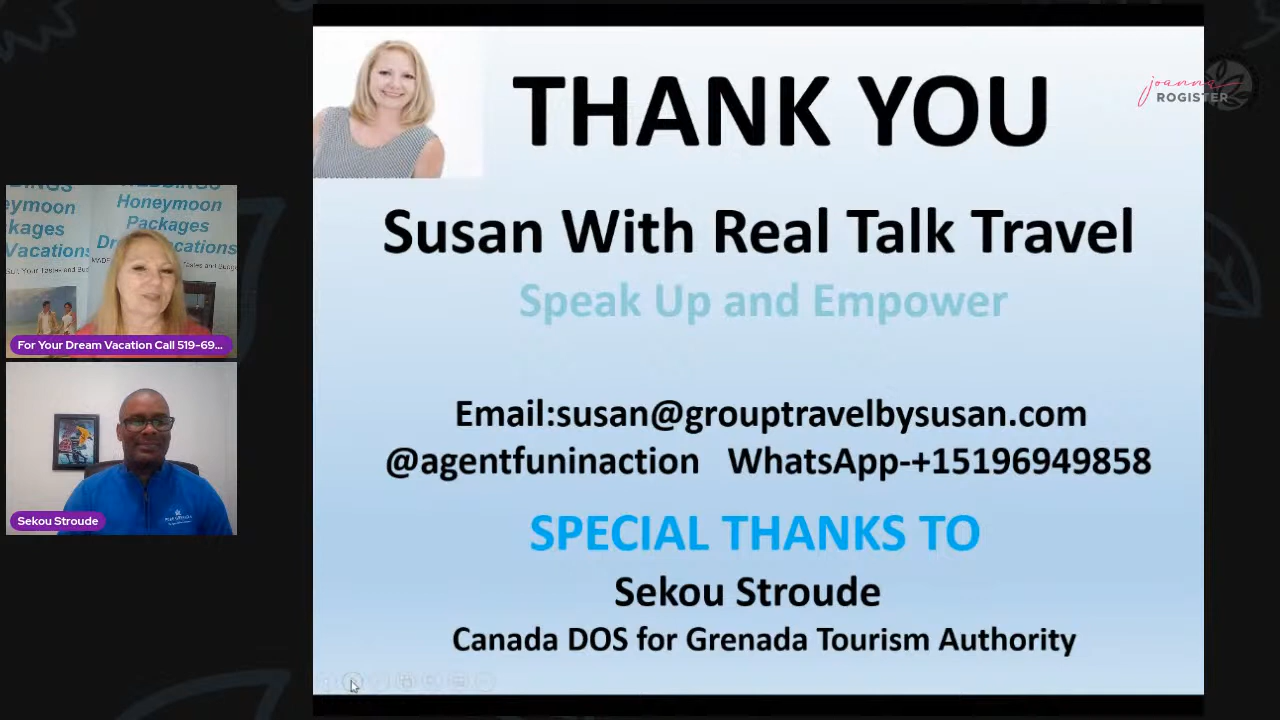 THANK YOU
joanna
ROGISTER
Susan With Real Talk Travel
Speak Up and Empower
Email:susan@grouptravelbysusan.com
@agentfuninaction WhatsApp-+15196949858
SPECIAL THANKS TO
Sekou Stroude
Canada DOS for Grenada Tourism Authority
WEDDINGS
Honeymoon
Packages
Vacations
For Your Dream Vacation Call 519-69...
Sekou Stroude